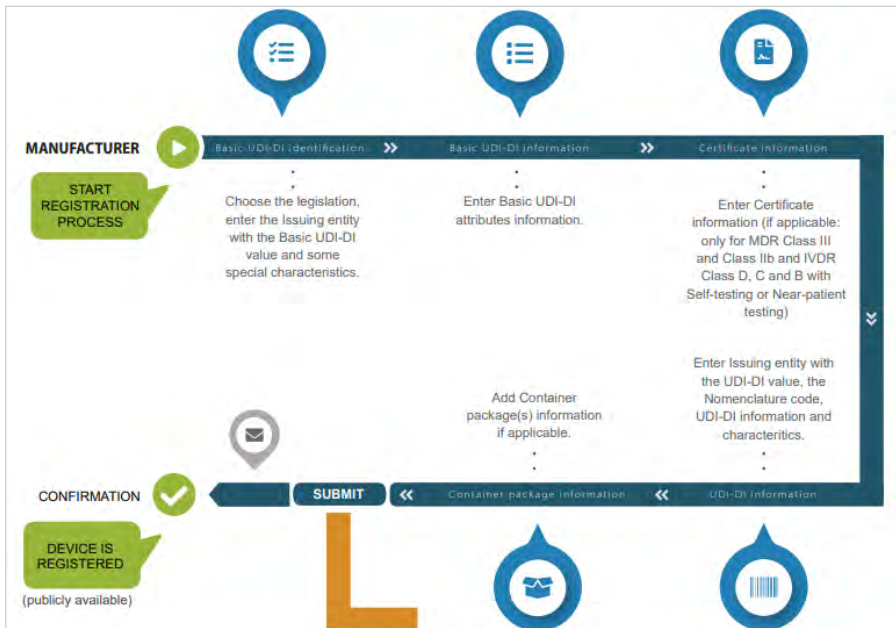 MANUFACTURER
START
REGISTRATION
PROCESS
Basic UDI-DI identification
Basic UDI-DI information
Certificate information
Choose the legislation,
enter the Issuing entity
with the Basic UDI-DI
value and some
special characteristics.
Enter Basic UDI-DI
attributes information.
Enter Certificate
information (if applicable:
only for MDR Class III
and Class IIb and IVDR
Class D, C and B with
Self-testing or Near-patient
testing)
Enter Issuing entity with
the UDI-DI value, the
Nomenclature code,
UDI-DI information and
characteritics.
Add Container
package(s) information
if applicable.
CONFIRMATION
SUBMIT
Container package information
UDI-DI information
DEVICE IS
REGISTERED
(publicly available)